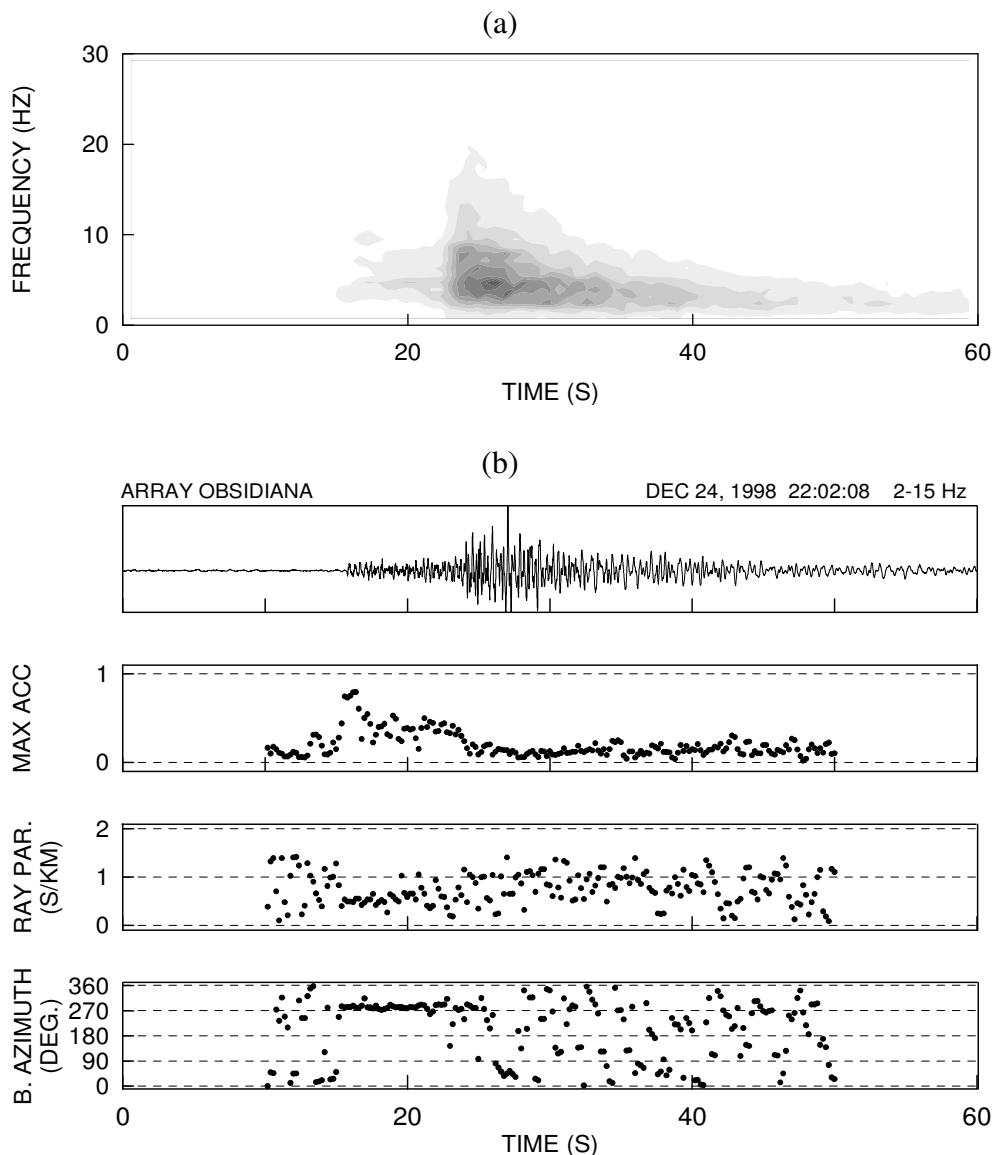 (a)
30
20
10
0
FREQUENCY (HZ)
0 20 40 60
TIME (S)
(b)
ARRAY OBSIDIANA DEC 24, 1998 22:02:08 2-15 Hz
MAX ACC
1
0
RAY PAR.
(S/KM)
2
1
0
B. AZIMUTH
(DEG.)
360
270
180
90
0
0 20 40 60
TIME (S)